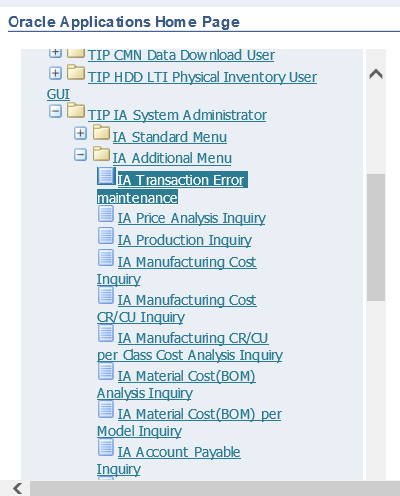 Oracle Applications Home Page
TIP CMN Data Download User
TIP HDD LTI Physical Inventory User
GUI
TIP IA System Administrator
IA Standard Menu
IA Additional Menu
IA Transaction Error
maintenance
IA Price Analysis Inquiry
IA Production Inquiry
IA Manufacturing Cost
Inquiry
IA Manufacturing Cost
CR/CU Inquiry
IA Manufacturing CR/CU
per Class Cost Analysis Inquiry
IA Material Cost(BOM)
Analysis Inquiry
IA Material Cost(BOM) per
Model Inquiry
IA Account Payable
Inquiry